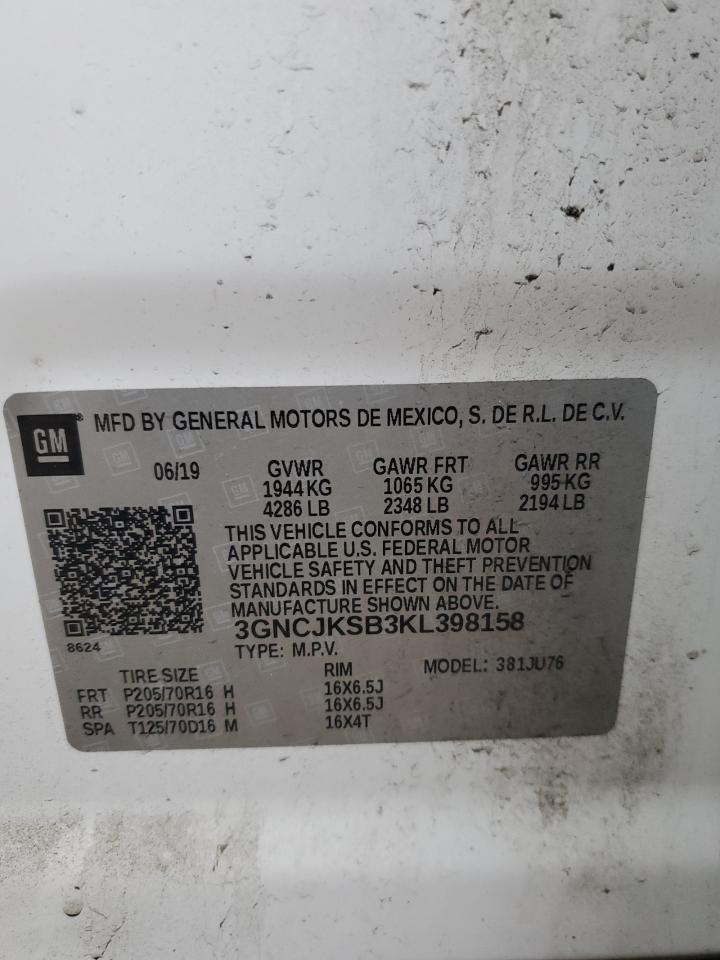 GM® MFD BY GENERAL MOTORS DE MEXICO, S. DE R.L. DE C.V.
06/19 GVWR GAWR FRT GAWR RR
1944 KG 1065 KG 995 KG
4286 LB 2348 LB 2194 LB
THIS VEHICLE CONFORMS TO ALL
APPLICABLE U.S. FEDERAL MOTOR
VEHICLE SAFETY AND THEFT PREVENTION
STANDARDS IN EFFECT ON THE DATE OF
MANUFACTURE SHOWN ABOVE.
3GNCJKSB3KL398158
8624
TYPE: M.P.V. MODEL: 381JU76
TIRE SIZE RIM
FRT P205/70R16 H 16X6.5J
RR P205/70R16 H 16X6.5J
SPA T125/70D16 M 16X4T